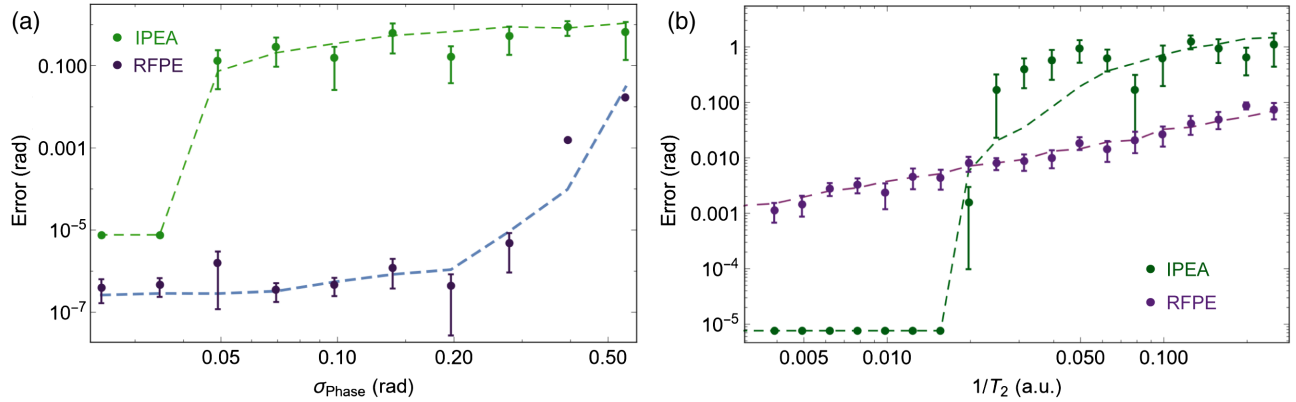 (a)
IPEA
RFPE
Error (rad)
0.100
0.001
10⁻⁵
10⁻⁷
0.05 0.10 0.20 0.50
σPhase (rad)
(b)
Error (rad)
1
0.100
0.010
0.001
10⁻⁴
10⁻⁵
IPEA
RFPE
0.005 0.010 0.050 0.100
1/T₂ (a.u.)